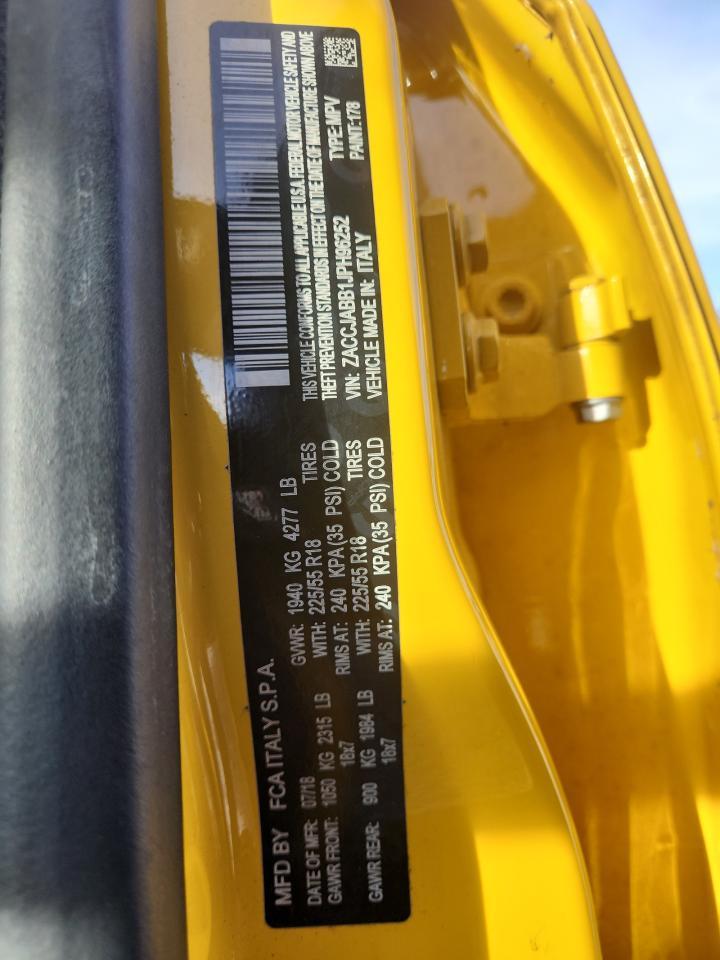 MFD BY FCA ITALY S.P.A.
DATE OF MFR: 07/18 GVWR: 1940 KG 4277 LB
GAWR FRONT: 1050 KG 2315 LB WITH: 225/55 R18 TIRES
18x7 RIMS AT: 240 KPA (35 PSI) COLD
GAWR REAR: 900 KG 1984 LB WITH: 225/55 R18 TIRES
18x7 RIMS AT: 240 KPA (35 PSI) COLD
THIS VEHICLE CONFORMS TO ALL APPLICABLE U.S.A. FEDERAL MOTOR VEHICLE SAFETY AND
THEFT PREVENTION STANDARDS IN EFFECT ON THE DATE OF MANUFACTURE SHOWN ABOVE
VIN: ZACCJABB1JPH96252 TYPE:MPV
VEHICLE MADE IN: ITALY PAINT:178